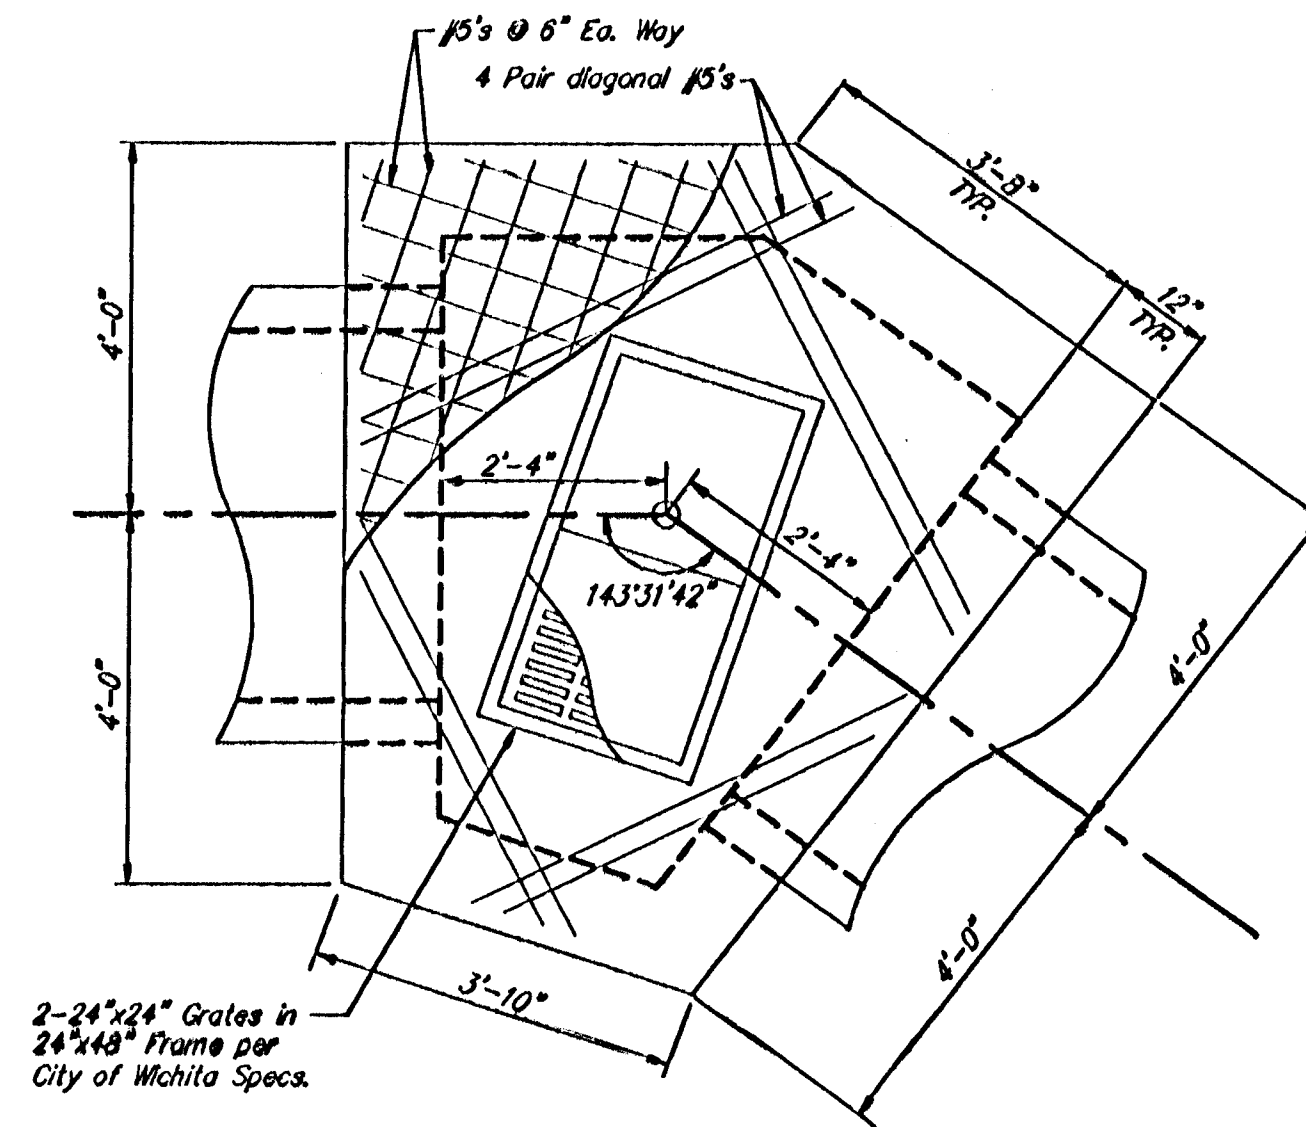 #5's @ 6" Ea. Way
4 Pair diagonal #5's
3'-8"
TYP.
12"
TYP.
4'-0"
2'-4"
2'-4"
143°31'42"
4'-0"
4'-0"
4'-0"
3'-10"
2-24"x24" Grates in
24"x48" Frame per
City of Wichita Specs.